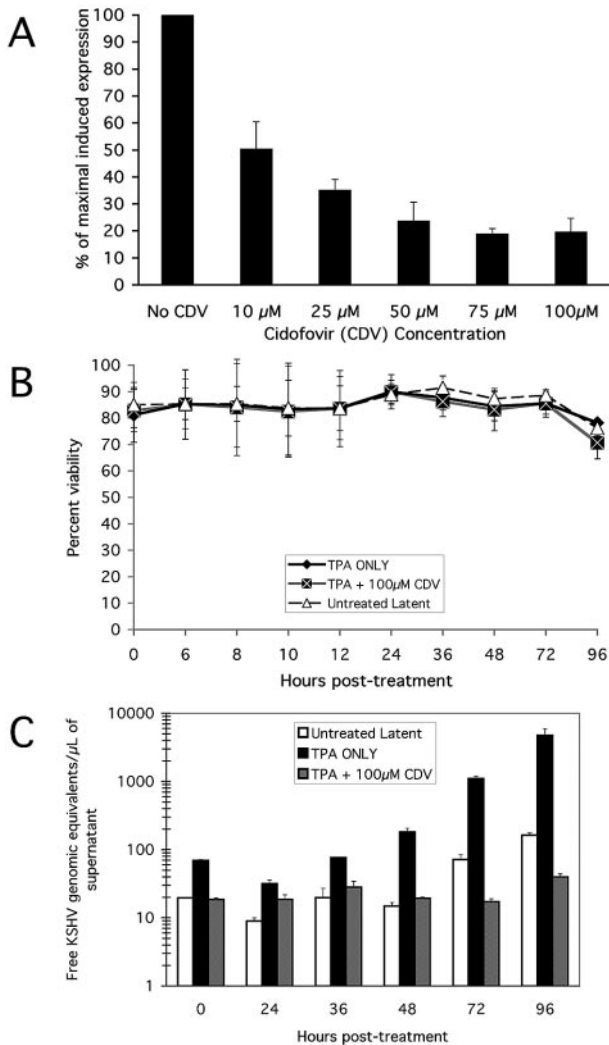 A
% of maximal induced expression
100
90
80
70
60
50
40
30
20
10
0
No CDV 10 µM 25 µM 50 µM 75 µM 100µM
Cidofovir (CDV) Concentration
B
Percent viability
100
90
80
70
60
50
40
30
20
10
0
TPA ONLY
TPA + 100µM CDV
Untreated Latent
0 6 8 10 12 24 36 48 72 96
Hours post-treatment
C
Free KSHV genomic equivalents/µL of
supernatant
10000
1000
100
10
1
Untreated Latent
TPA ONLY
TPA + 100µM CDV
0 24 36 48 72 96
Hours post-treatment